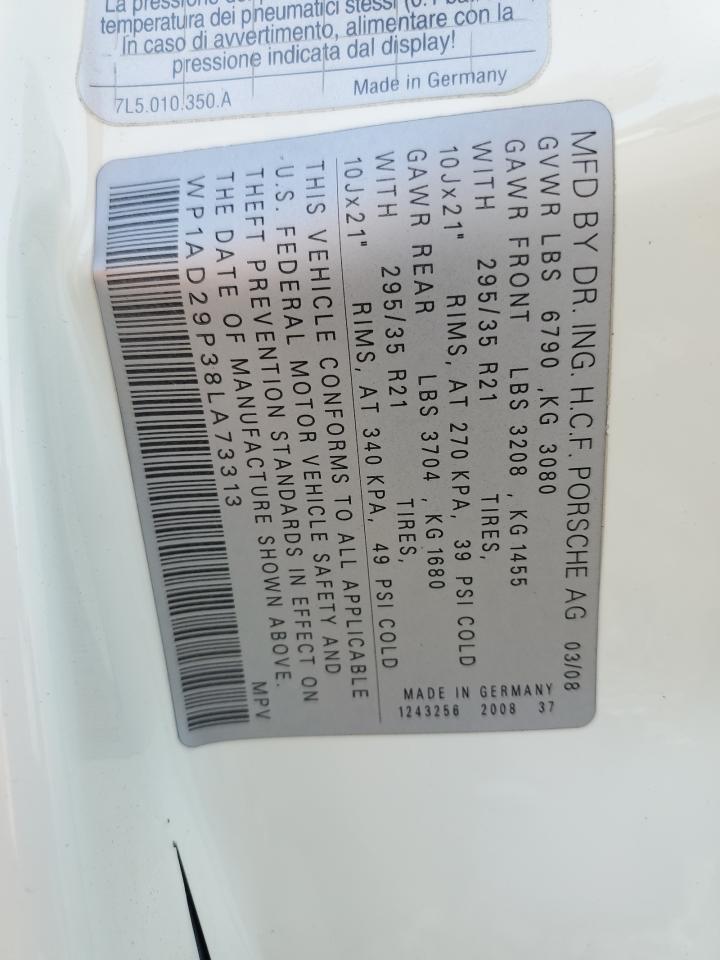 La pressione
temperatura dei pneumatici stessi
In caso di avvertimento, alimentare con la
pressione indicata dal display!
7L5.010.350.A
Made in Germany
MFD BY DR. ING. H.C.F. PORSCHE AG 03/08
GVWR LBS 6790 ,KG 3080
GAWR FRONT LBS 3208 , KG 1455
WITH 295/35 R21 TIRES,
10Jx21" RIMS, AT 270 KPA, 39 PSI COLD
GAWR REAR LBS 3704 , KG 1680
WITH 295/35 R21 TIRES,
10Jx21" RIMS, AT 340 KPA, 49 PSI COLD
MADE IN GERMANY
1243256 2008 37
THIS VEHICLE CONFORMS TO ALL APPLICABLE
U.S. FEDERAL MOTOR VEHICLE SAFETY AND
THEFT PREVENTION STANDARDS IN EFFECT ON
THE DATE OF MANUFACTURE SHOWN ABOVE.
WP1AD29P38LA73313 MPV